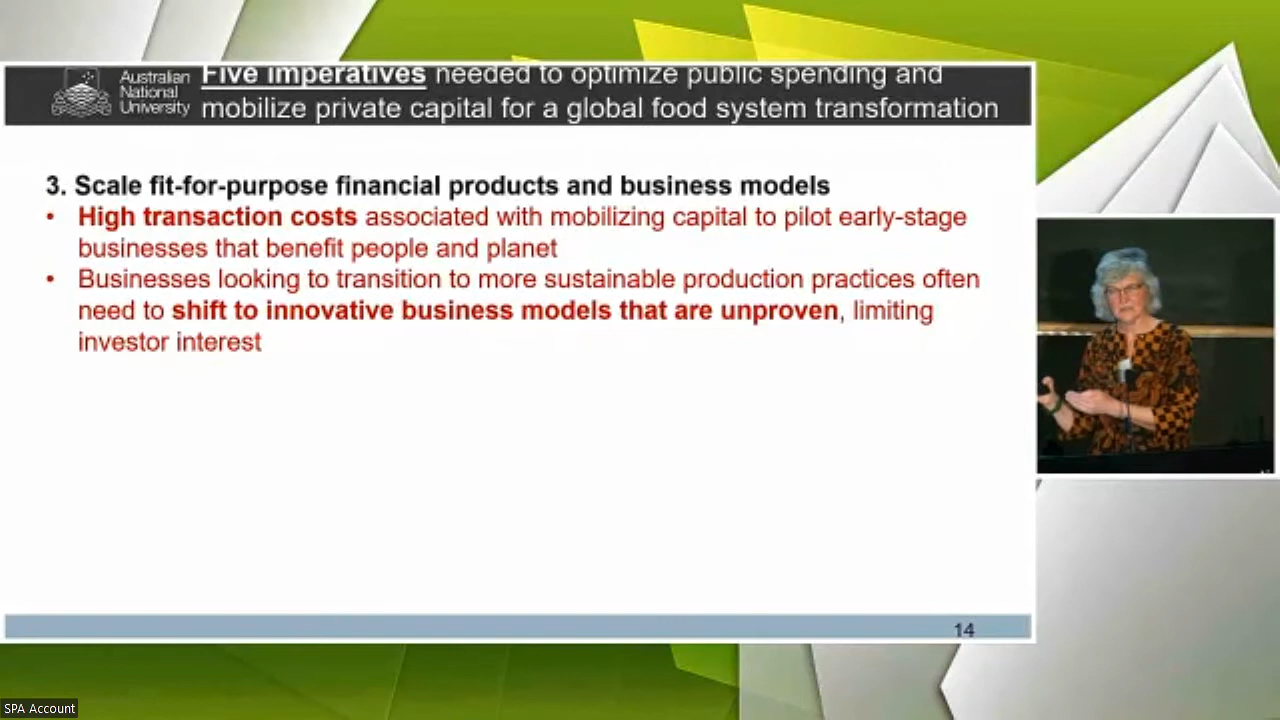 Australian
National
University
Five imperatives needed to optimize public spending and
mobilize private capital for a global food system transformation
3. Scale fit-for-purpose financial products and business models
• High transaction costs associated with mobilizing capital to pilot early-stage
businesses that benefit people and planet
• Businesses looking to transition to more sustainable production practices often
need to shift to innovative business models that are unproven, limiting
investor interest
14
SPA Account